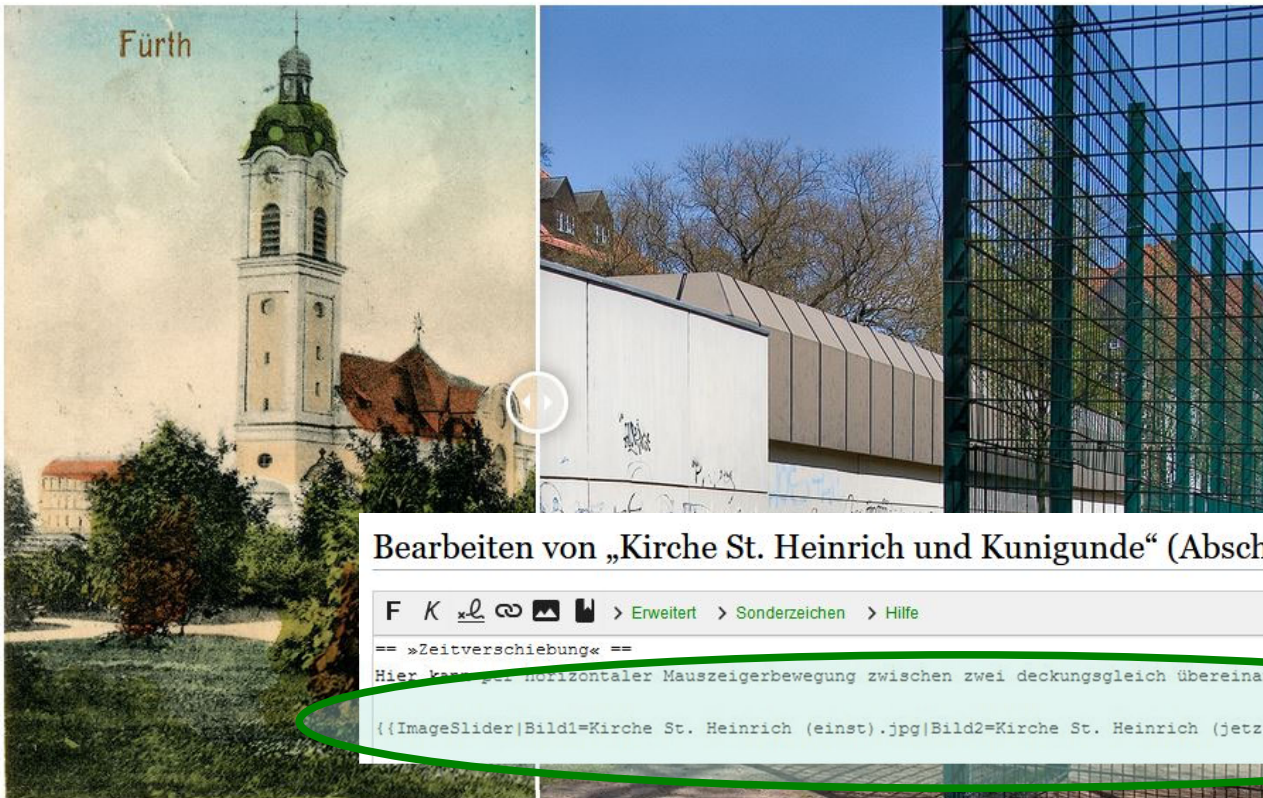 Fürth
Bearbeiten von „Kirche St. Heinrich und Kunigunde“ (Absch
F K Erweitert Sonderzeichen Hilfe
== »Zeitverschiebung« ==
Hier kann per horizontaler Mauszeigerbewegung zwischen zwei deckungsgleich übereina
{{ImageSlider|Bild1=Kirche St. Heinrich (einst).jpg|Bild2=Kirche St. Heinrich (jetz